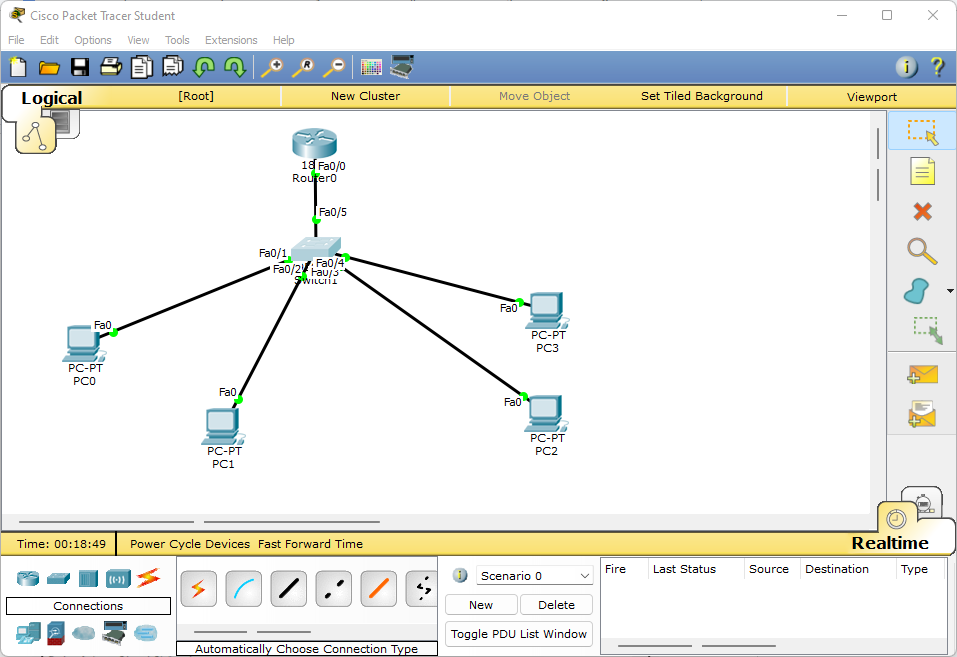 Cisco Packet Tracer Student
File Edit Options View Tools Extensions Help
Logical [Root] New Cluster Move Object Set Tiled Background Viewport
Fa0/0
Router0
Fa0/5
Fa0/1
Fa0/4
Fa0/2
Fa0/3
Switch1
Fa0
PC-PT
PC3
Fa0
PC-PT
PC0
Fa0
PC-PT
PC1
Fa0
PC-PT
PC2
Time: 00:18:49 Power Cycle Devices Fast Forward Time Realtime
Connections
Automatically Choose Connection Type
Scenario 0
New Delete
Toggle PDU List Window
Fire Last Status Source Destination Type